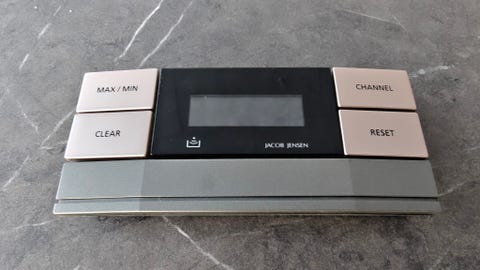 MAX / MIN
CHANNEL
CLEAR
RESET
JACOB JENSEN